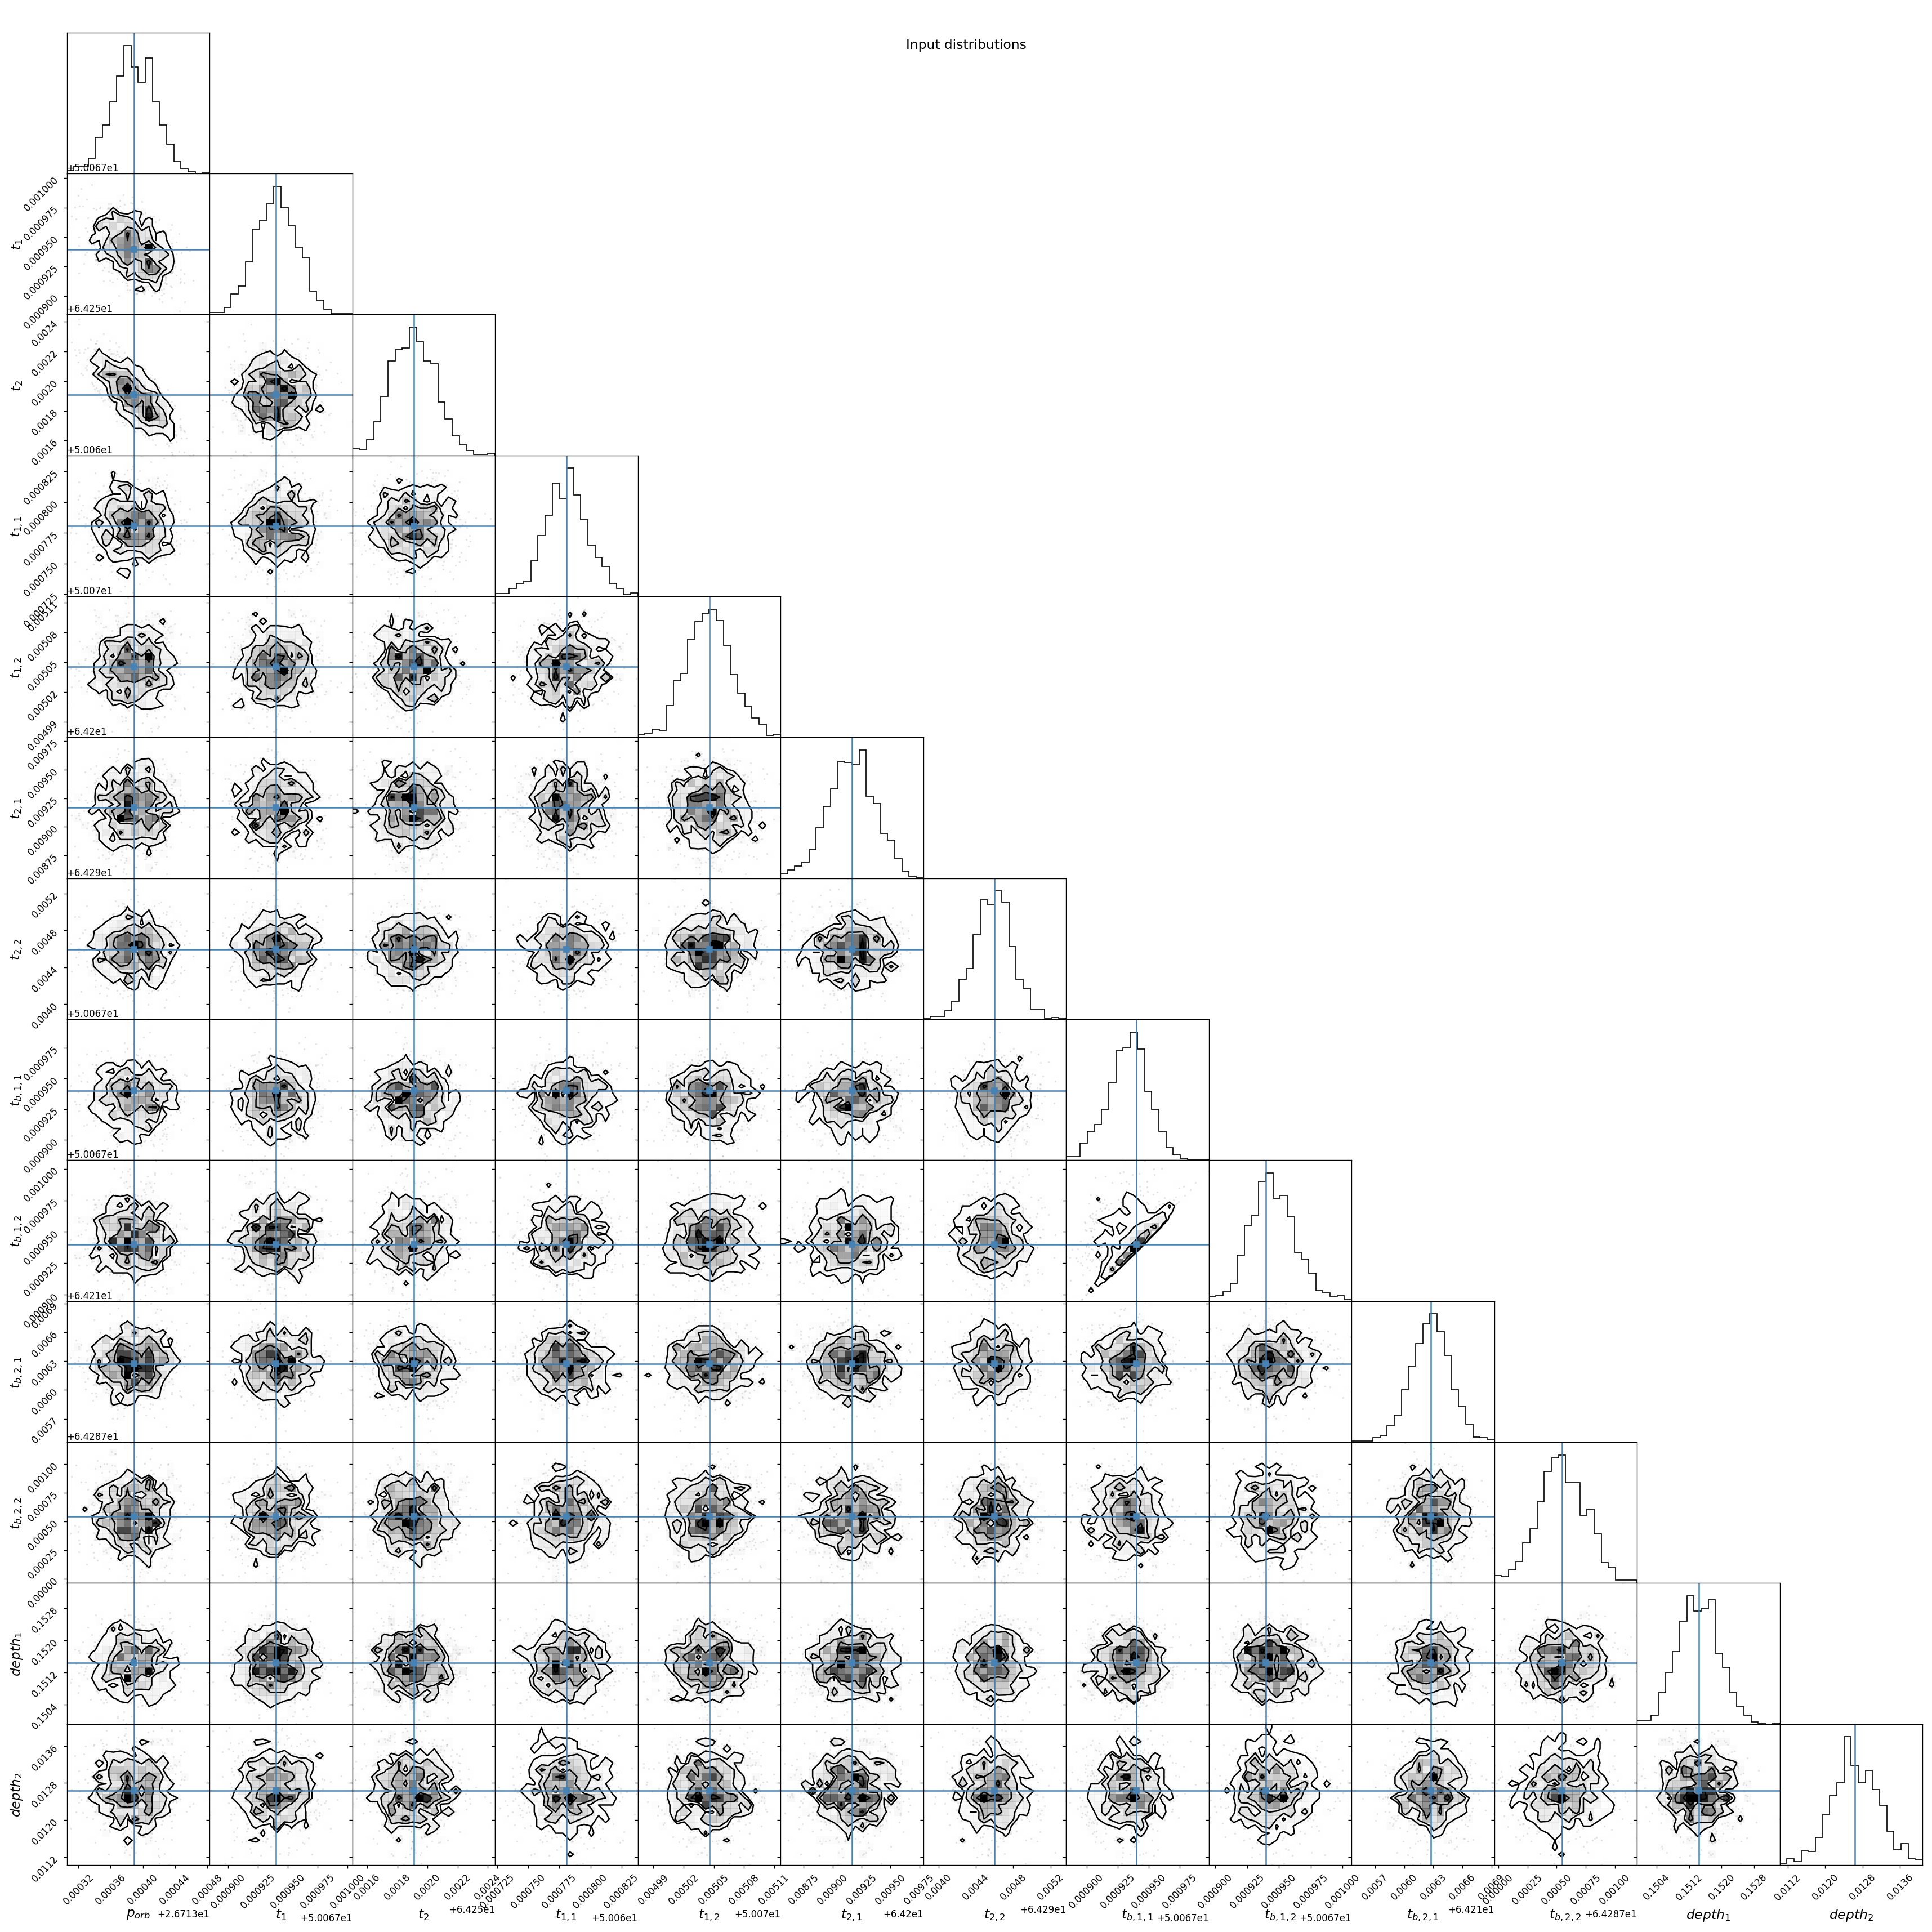 Input distributions
+5.0067e1
0.001000
0.000975
0.000950
0.000925
0.000900
t_1
+6.425e1
0.0024
0.0022
0.0020
0.0018
0.0016
t_2
+5.006e1
0.000825
0.000800
0.000775
0.000750
0.000725
t_{1,1}
+5.007e1
0.00511
0.00508
0.00505
0.00502
0.00499
t_{1,2}
+6.42e1
0.00975
0.00950
0.00925
0.00900
0.00875
t_{2,1}
+6.429e1
0.0052
0.0048
0.0044
0.0040
t_{2,2}
+5.0067e1
0.000975
0.000950
0.000925
0.000900
t_{b,1,1}
+5.0067e1
0.001000
0.000975
0.000950
0.000925
0.000900
t_{b,1,2}
+6.421e1
0.0069
0.0066
0.0063
0.0060
0.0057
t_{b,2,1}
+6.4287e1
0.00100
0.00075
0.00050
0.00025
0.00000
t_{b,2,2}
0.1528
0.1520
0.1512
0.1504
depth_1
0.0136
0.0128
0.0120
0.0112
depth_2
0.00032 0.00036 0.00040 0.00044 0.00048
p_{orb} +2.6713e1
0.000900 0.000925 0.000950 0.000975 0.001000
t_1 +5.0067e1
0.0016 0.0018 0.0020 0.0022 0.0024
t_2 +6.425e1
0.000725 0.000750 0.000775 0.000800 0.000825
t_{1,1} +5.006e1
0.00499 0.00502 0.00505 0.00508 0.00511
t_{1,2} +5.007e1
0.00875 0.00900 0.00925 0.00950 0.00975
t_{2,1} +6.42e1
0.0040 0.0044 0.0048 0.0052
t_{2,2} +6.429e1
0.000900 0.000925 0.000950 0.000975
t_{b,1,1} +5.0067e1
0.000900 0.000925 0.000950 0.000975 0.001000
t_{b,1,2} +5.0067e1
0.0057 0.0060 0.0063 0.0066 0.0069
t_{b,2,1} +6.421e1
0.00000 0.00025 0.00050 0.00075 0.00100
t_{b,2,2} +6.4287e1
0.1504 0.1512 0.1520 0.1528
depth_1
0.0112 0.0120 0.0128 0.0136
depth_2